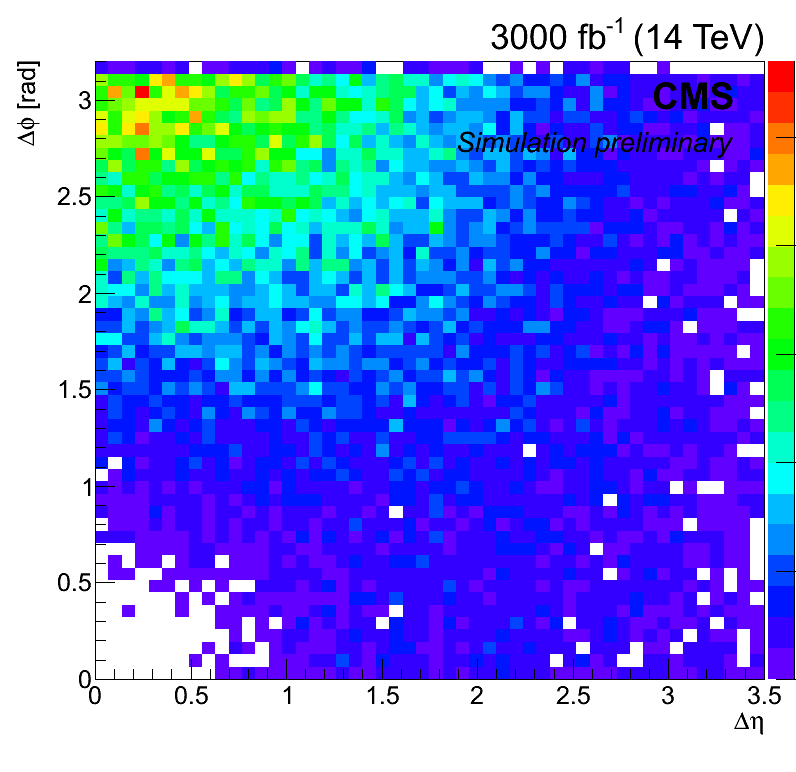 3000 fb⁻¹ (14 TeV)
CMS
Simulation preliminary
Δϕ [rad]
3
2.5
2
1.5
1
0.5
0
0 0.5 1 1.5 2 2.5 3 3.5
Δη